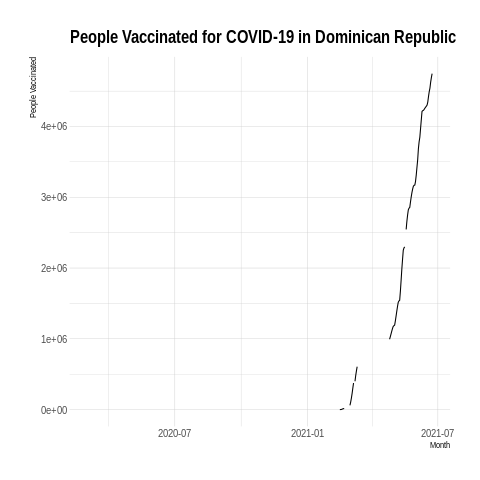 People Vaccinated for COVID-19 in Dominican Republic
People Vaccinated
4e+06
3e+06
2e+06
1e+06
0e+00
2020-07
2021-01
2021-07
Month